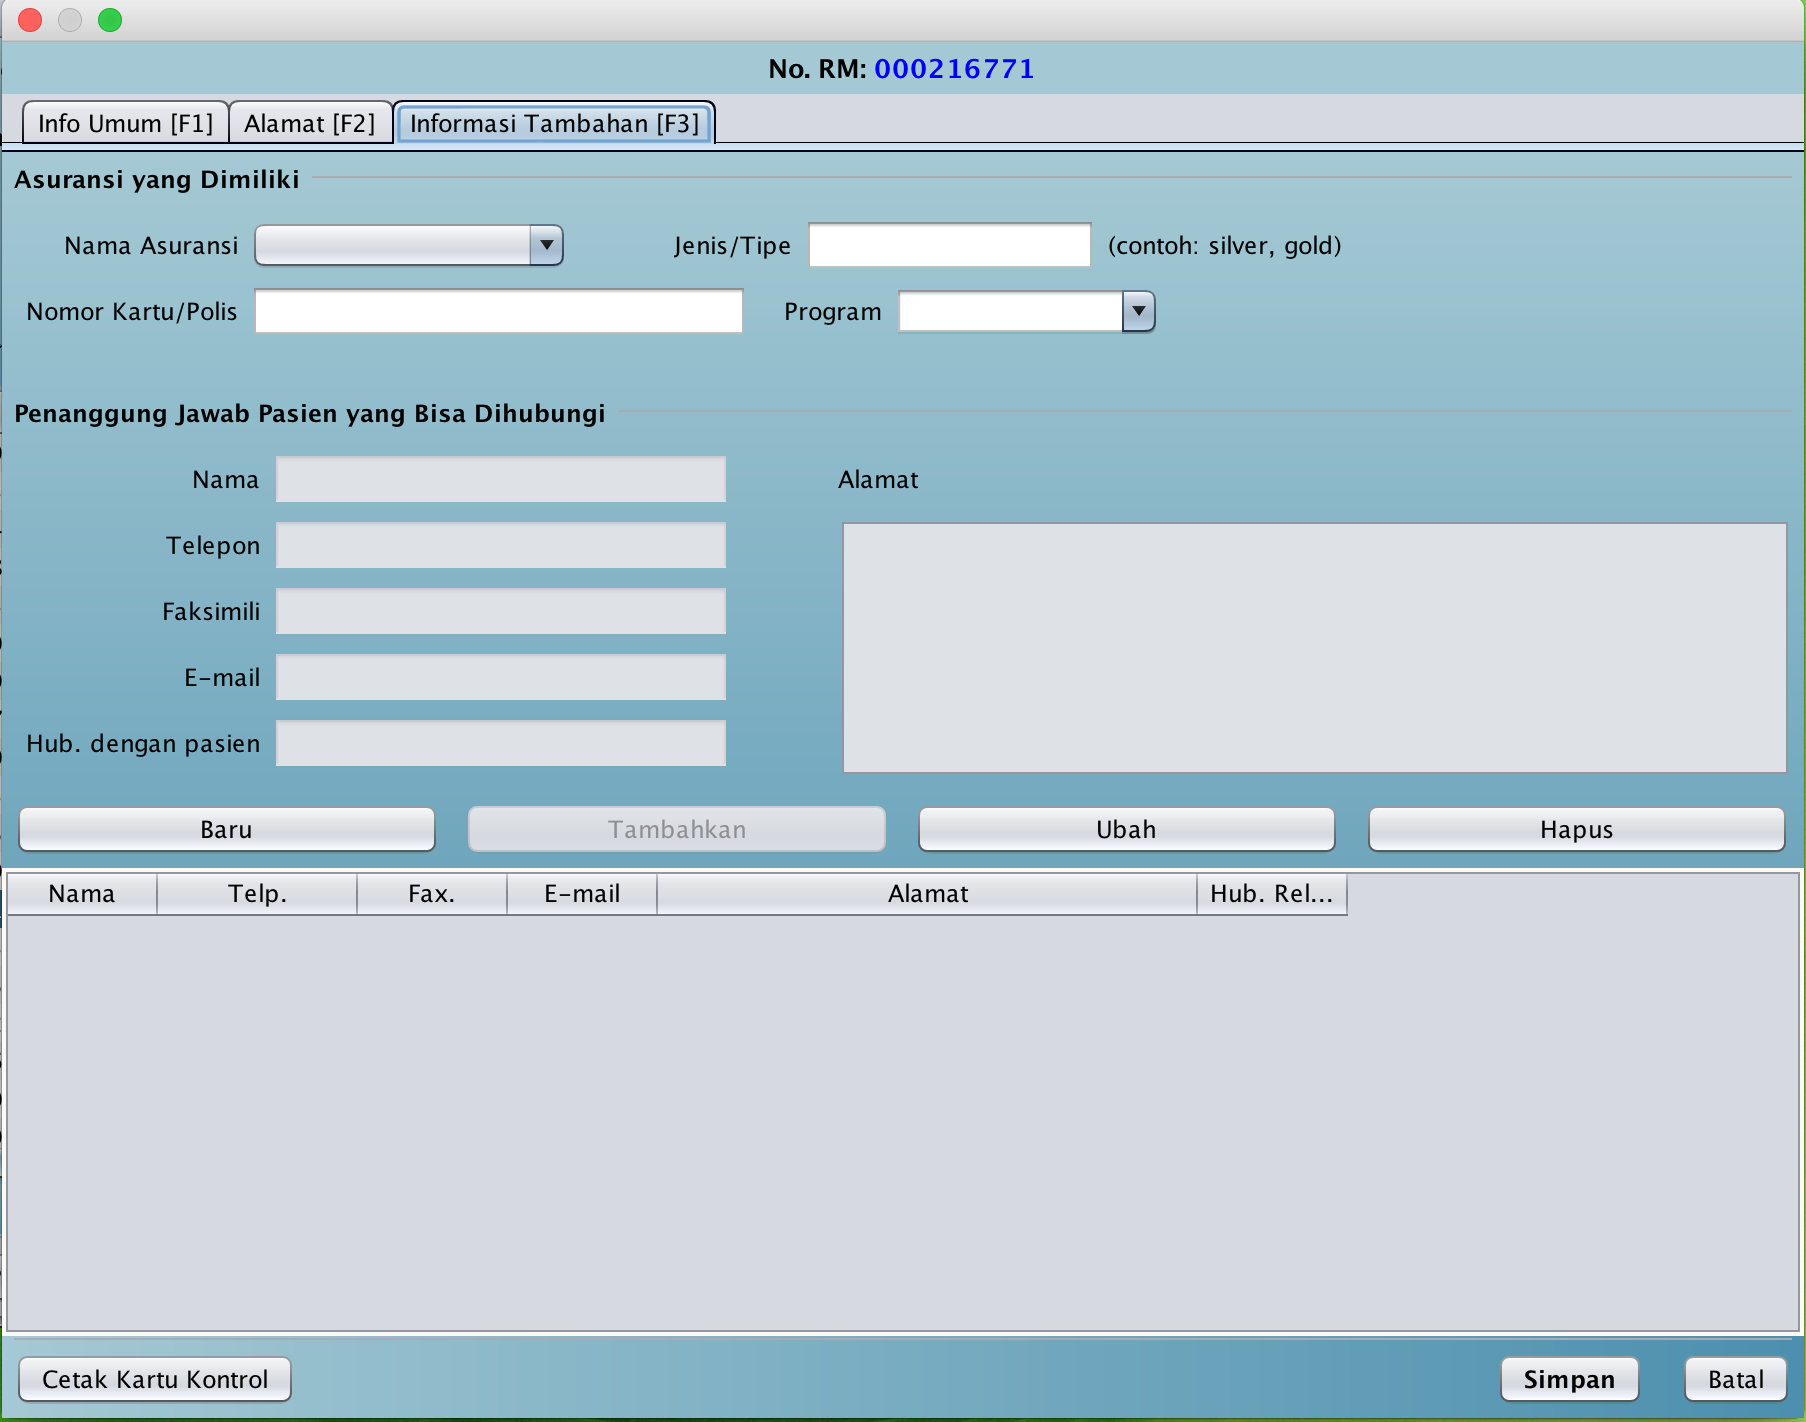 No. RM: 000216771
Info Umum [F1] Alamat [F2] Informasi Tambahan [F3]
Asuransi yang Dimiliki
Nama Asuransi Jenis/Tipe (contoh: silver, gold)
Nomor Kartu/Polis Program
Penanggung Jawab Pasien yang Bisa Dihubungi
Nama Alamat
Telepon
Faksimili
E-mail
Hub. dengan pasien
Baru Tambahkan Ubah Hapus
Nama Telp. Fax. E-mail Alamat Hub. Rel...
Cetak Kartu Kontrol Simpan Batal